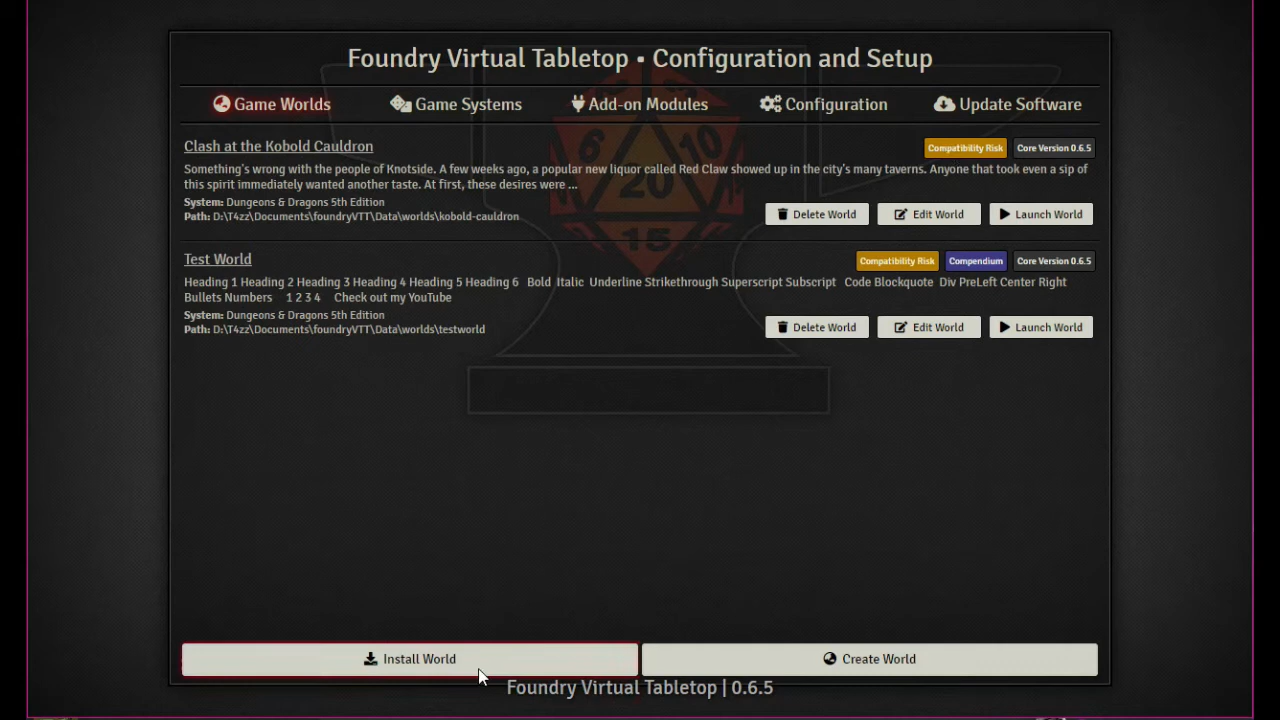 Foundry Virtual Tabletop • Configuration and Setup
Game Worlds Game Systems Add-on Modules Configuration Update Software
Clash at the Kobold Cauldron Compatibility Risk Core Version 0.6.5
Something's wrong with the people of Knotside. A few weeks ago, a popular new liquor called Red Claw showed up in the city's many taverns. Anyone that took even a sip of
this spirit immediately wanted another taste. At first, these desires were ...
System: Dungeons & Dragons 5th Edition
Path: D:\T4zz\Documents\foundryVTT\Data\worlds\kobold-cauldron
Delete World Edit World Launch World
Test World Compatibility Risk Compendium Core Version 0.6.5
Heading 1 Heading 2 Heading 3 Heading 4 Heading 5 Heading 6 Bold Italic Underline Strikethrough Superscript Subscript Code Blockquote Div PreLeft Center Right
Bullets Numbers 1 2 3 4 Check out my YouTube
System: Dungeons & Dragons 5th Edition
Path: D:\T4zz\Documents\foundryVTT\Data\worlds\testworld
Delete World Edit World Launch World
6 10
20
15
Install World Create World
Foundry Virtual Tabletop | 0.6.5